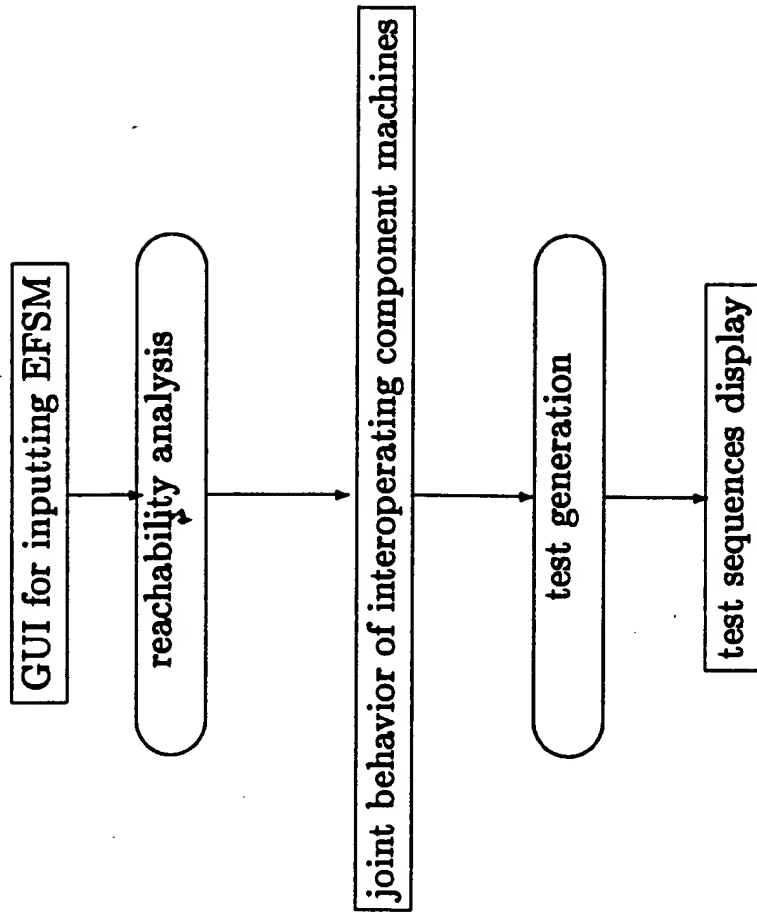 GUI for inputting EFSM
reachability analysis
joint behavior of interoperating component machines
test generation
test sequences display